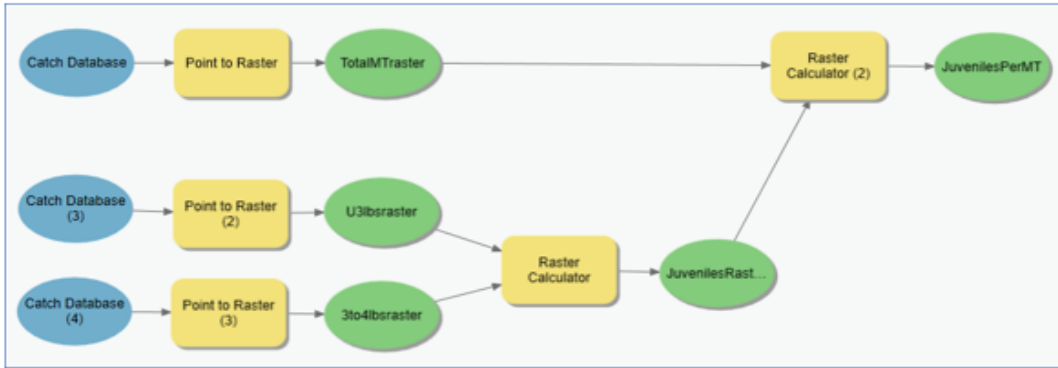 Catch Database
Point to Raster
TotalMTraster
Raster
Calculator (2)
JuvenilesPerMT
Catch Database
(3)
Point to Raster
(2)
U3lbsraster
Raster
Calculator
JuvenilesRast...
Catch Database
(4)
Point to Raster
(3)
3to4lbsraster